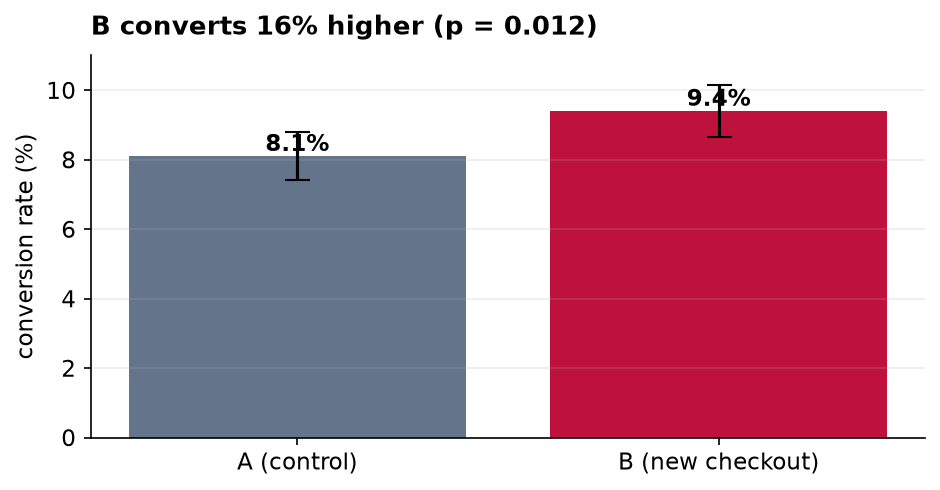 B converts 16% higher (p = 0.012)
conversion rate (%)
10
8
6
4
2
0
8.1%
9.4%
A (control)
B (new checkout)